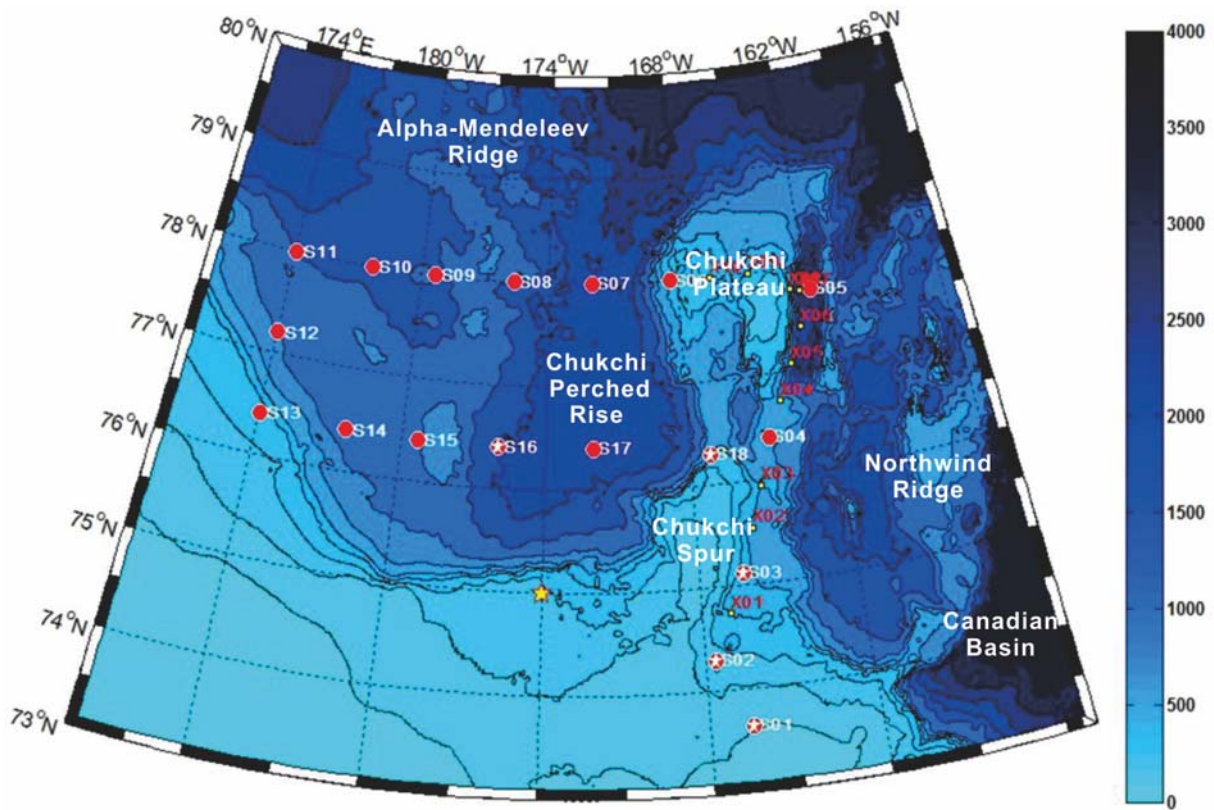 80°N
174°E
180°W
174°W
168°W
162°W
156°W
79°N
78°N
77°N
76°N
75°N
74°N
73°N
Alpha-Mendeleev
Ridge
Chukchi
Plateau
Chukchi
Perched
Rise
Northwind
Ridge
Chukchi
Spur
Canadian
Basin
S11
S10
S09
S08
S07
S05
S12
X06
X05
X04
S13
S14
S15
S16
S17
S18
S04
X03
X02
S03
X01
S02
S01
4000
3500
3000
2500
2000
1500
1000
500
0